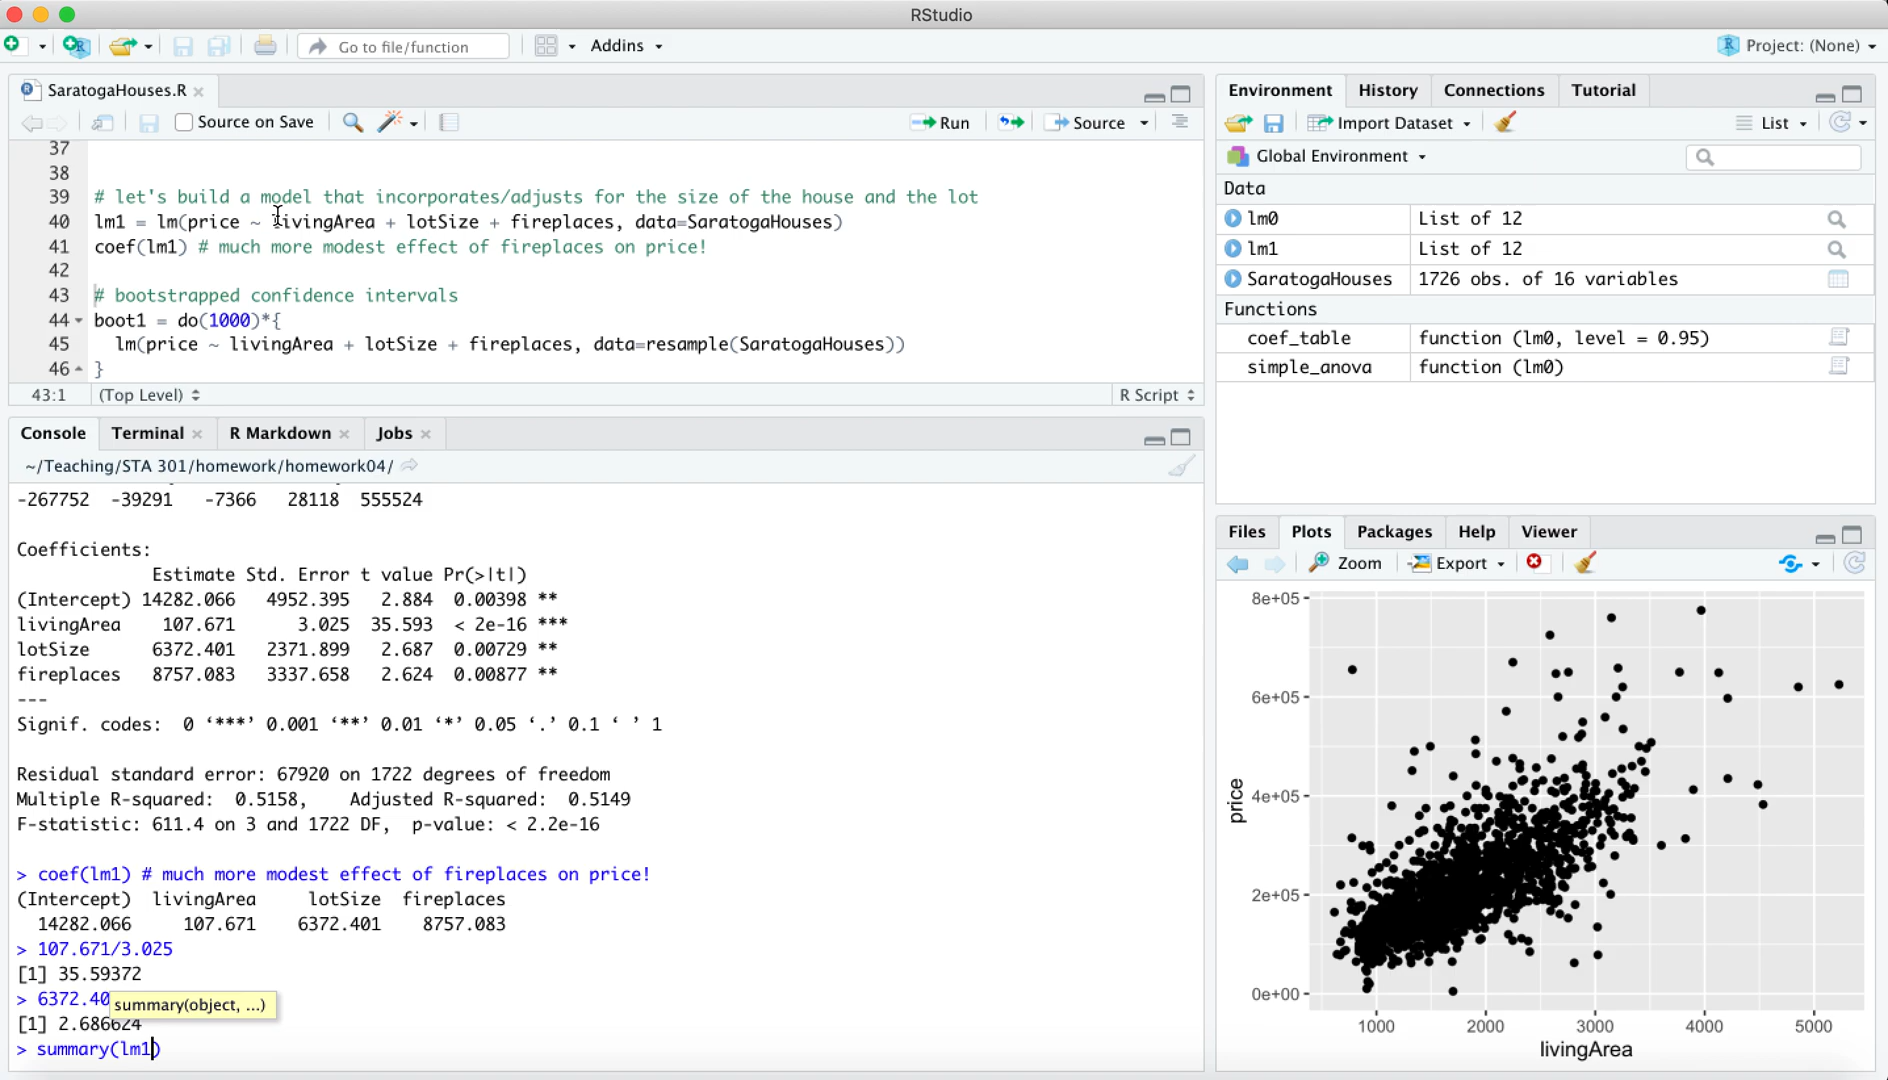 RStudio
Go to file/function
Addins
Project: (None)
SaratogaHouses.R
Source on Save
Run
Source
37
38
39 # let's build a model that incorporates/adjusts for the size of the house and the lot
40 lm1 = lm(price ~ livingArea + lotSize + fireplaces, data=SaratogaHouses)
41 coef(lm1) # much more modest effect of fireplaces on price!
42
43 # bootstrapped confidence intervals
44 boot1 = do(1000)*{
45 lm(price ~ livingArea + lotSize + fireplaces, data=resample(SaratogaHouses))
46 }
43:1 (Top Level) R Script
Console Terminal R Markdown Jobs
~/Teaching/STA 301/homework/homework04/
-267752 -39291 -7366 28118 555524
Coefficients:
Estimate Std. Error t value Pr(>|t|)
(Intercept) 14282.066 4952.395 2.884 0.00398 **
livingArea 107.671 3.025 35.593 < 2e-16 ***
lotSize 6372.401 2371.899 2.687 0.00729 **
fireplaces 8757.083 3337.658 2.624 0.00877 **
---
Signif. codes: 0 ‘***’ 0.001 ‘**’ 0.01 ‘*’ 0.05 ‘.’ 0.1 ‘ ’ 1
Residual standard error: 67920 on 1722 degrees of freedom
Multiple R-squared: 0.5158, Adjusted R-squared: 0.5149
F-statistic: 611.4 on 3 and 1722 DF, p-value: < 2.2e-16
> coef(lm1) # much more modest effect of fireplaces on price!
(Intercept) livingArea lotSize fireplaces
14282.066 107.671 6372.401 8757.083
> 107.671/3.025
[1] 35.59372
> 6372.40
summary(object, ...)
[1] 2.686624
> summary(lm1)
Environment History Connections Tutorial
Import Dataset List
Global Environment
Data
lm0 List of 12
lm1 List of 12
SaratogaHouses 1726 obs. of 16 variables
Functions
coef_table function (lm0, level = 0.95)
simple_anova function (lm0)
Files Plots Packages Help Viewer
Zoom Export
8e+05
6e+05
4e+05
2e+05
0e+00
price
1000 2000 3000 4000 5000
livingArea